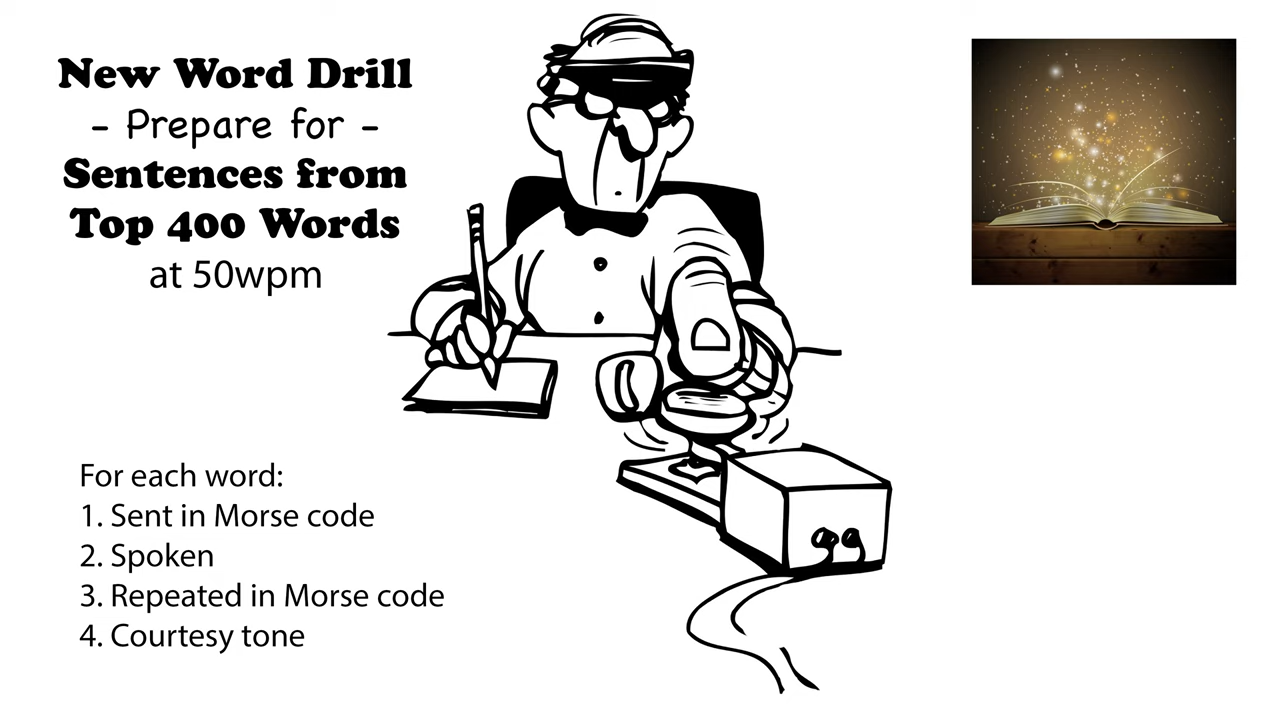 New Word Drill
- Prepare for -
Sentences from
Top 400 Words
at 50wpm
For each word:
1. Sent in Morse code
2. Spoken
3. Repeated in Morse code
4. Courtesy tone